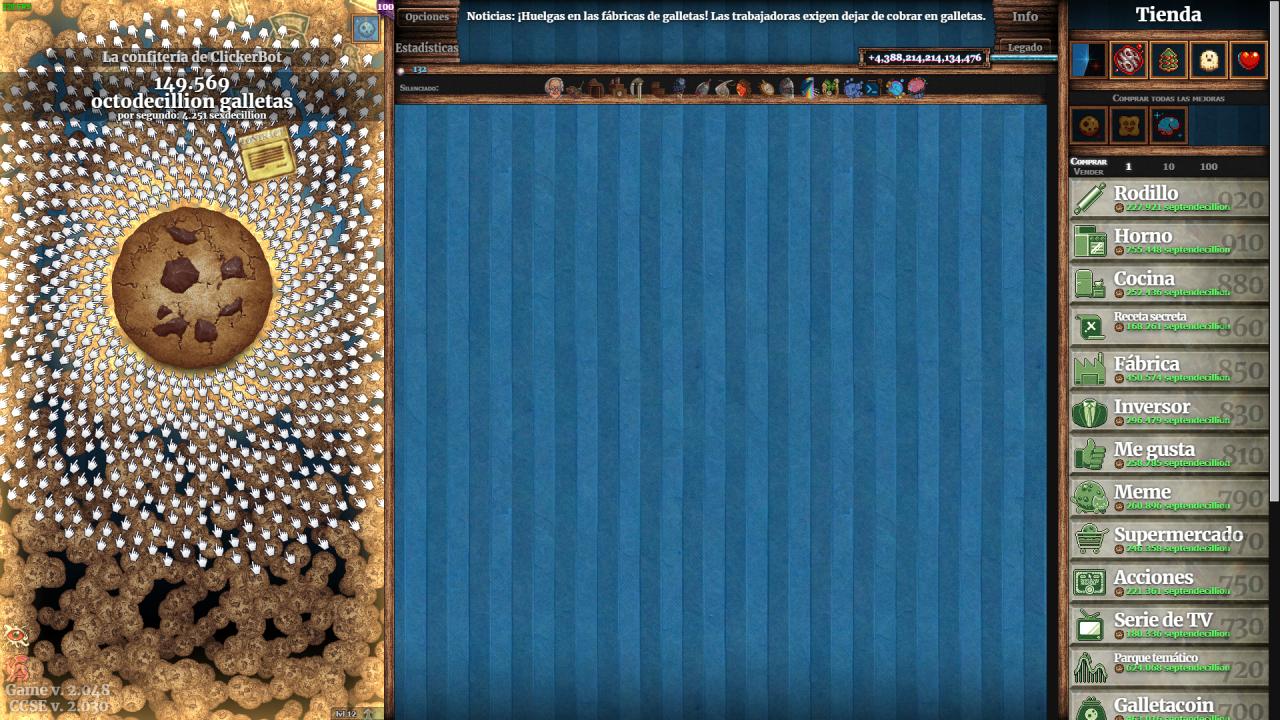 100
La confitería de ClickerBot
149.569
octodecillion galletas
por segundo: 4.251 sexdecillion
CONTRACT
Game v. 2.048
CCSE v. 2.030
lvl 12
Opciones
Estadísticas
Noticias: ¡Huelgas en las fábricas de galletas! Las trabajadoras exigen dejar de cobrar en galletas.
Info
Legado
+4,388,214,214,134,476
132
Silenciado:
Tienda
Comprar todas las mejoras
Comprar
Vender
1
10
100
Rodillo
227.921 septendecillion
920
Horno
755.448 septendecillion
910
Cocina
252.436 septendecillion
880
Receta secreta
168.261 septendecillion
860
Fábrica
450.574 septendecillion
850
Inversor
296.479 septendecillion
830
Me gusta
258.785 septendecillion
810
Meme
260.896 septendecillion
790
Supermercado
246.358 septendecillion
770
Acciones
221.361 septendecillion
750
Serie de TV
180.336 septendecillion
730
Parque temático
624.068 septendecillion
720
Galletacoin
700